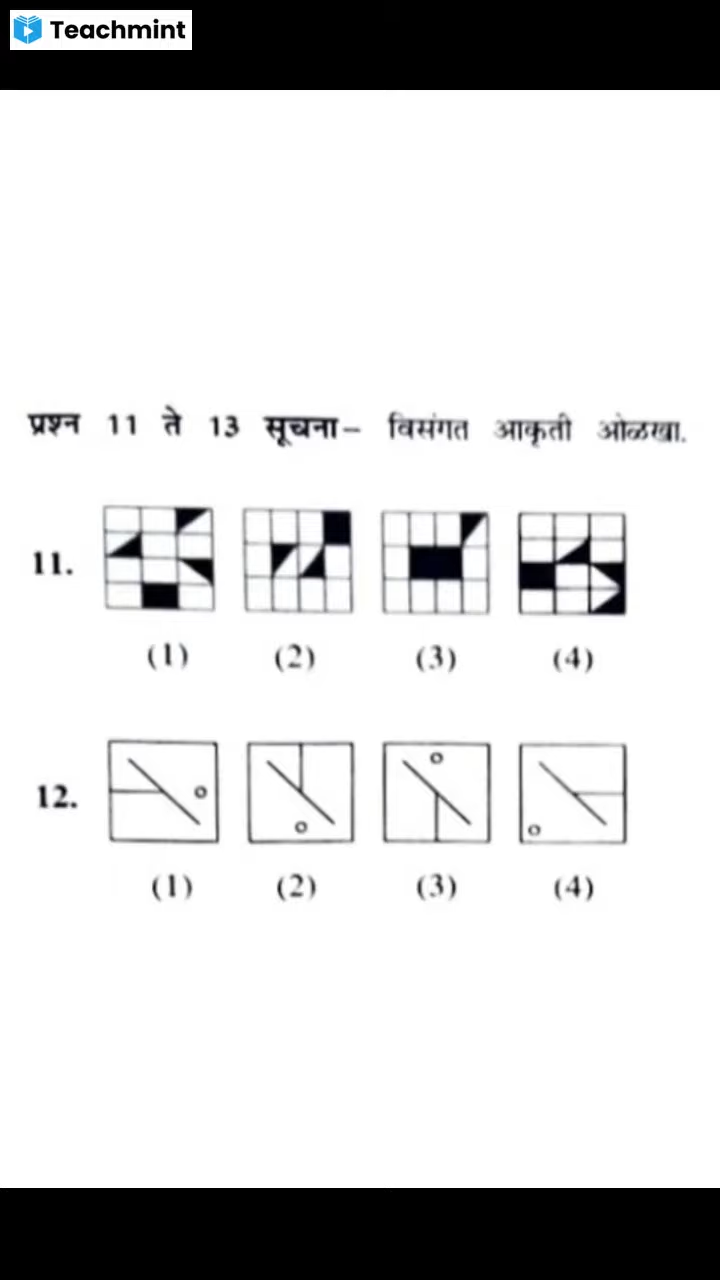 Teachmint
प्रश्न 11 ते 13 सूचना– विसंगत आकृती ओळखा.
11.
(1) (2) (3) (4)
12.
(1) (2) (3) (4)